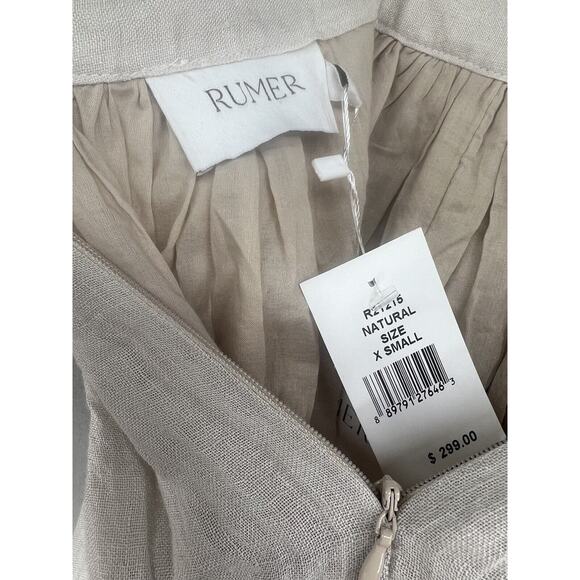 RUMER
R21216
NATURAL
SIZE
X SMALL
8 89791 27646 3
$ 299.00